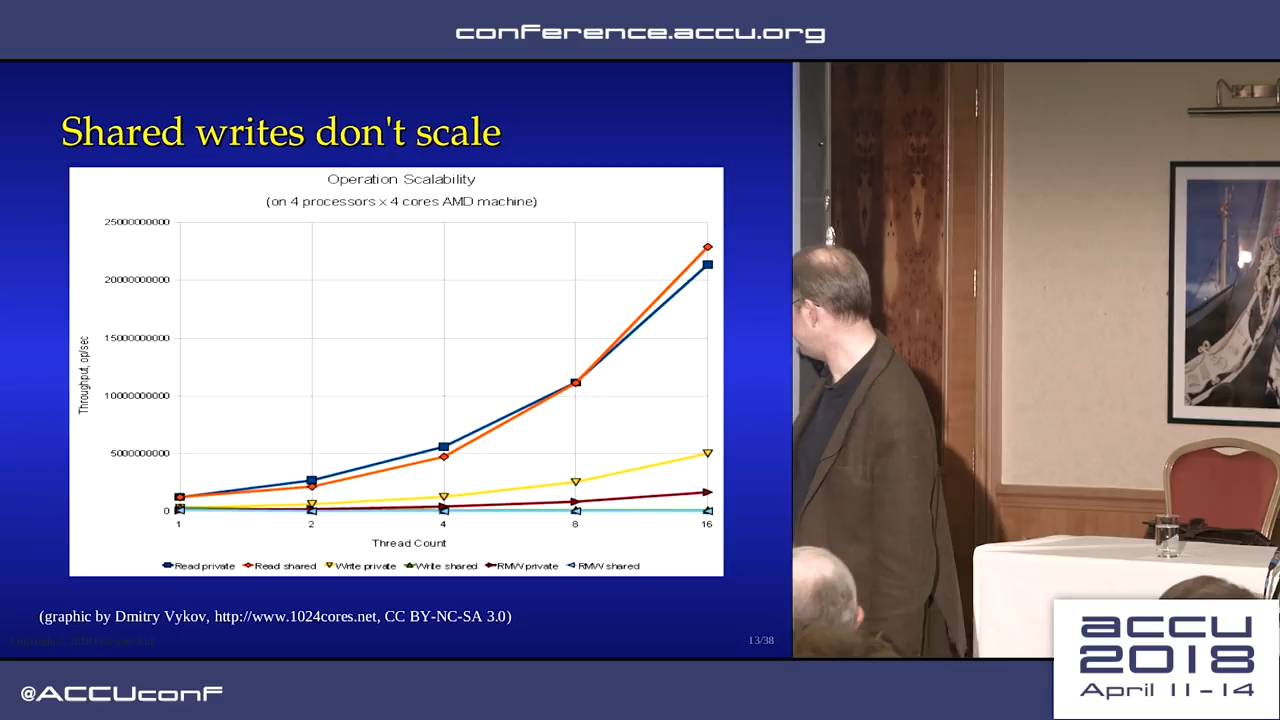 conference.accu.org
Shared writes don't scale
Operation Scalability
(on 4 processors x 4 cores AMD machine)
25000000000
20000000000
15000000000
10000000000
5000000000
0
Throughput, op/sec
1 2 4 8 16
Thread Count
Read private Read shared Write private Write shared RMW private RMW shared
(graphic by Dmitry Vykov, http://www.1024cores.net, CC BY-NC-SA 3.0)
13/38
accu
2018
April 11-14
@ACCUconf